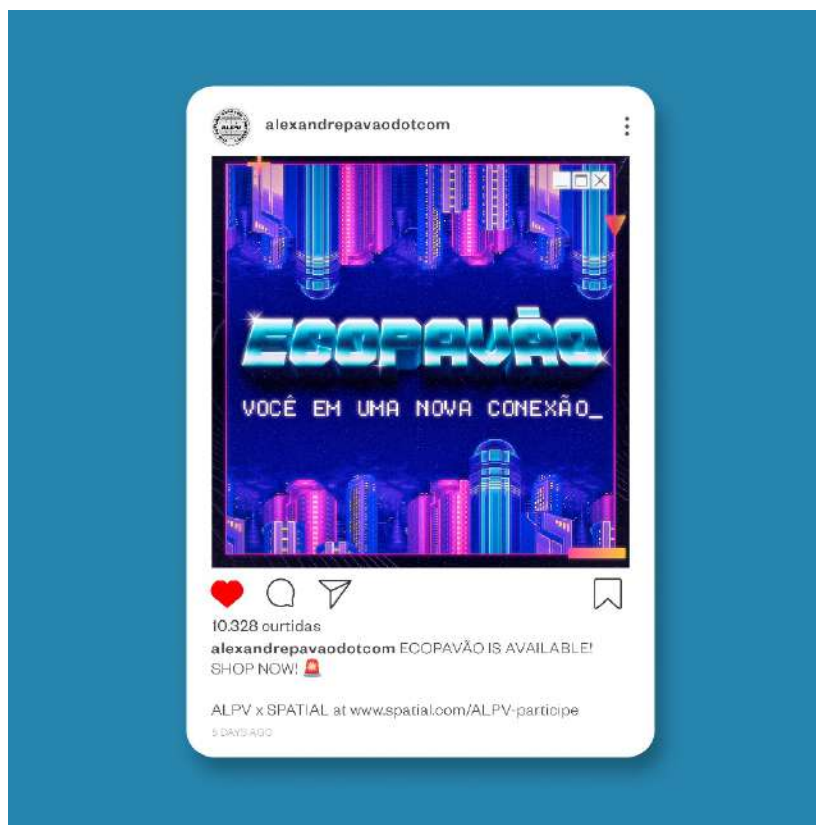 ALPV
alexandrepavaodotcom
ECOPAVÃO
VOCÊ EM UMA NOVA CONEXÃO_
10.328 curtidas
alexandrepavaodotcom ECOPAVÃO IS AVAILABLE!
SHOP NOW! 🚨
ALPV x SPATIAL at www.spatial.com/ALPV-participe
5 DAYS AGO